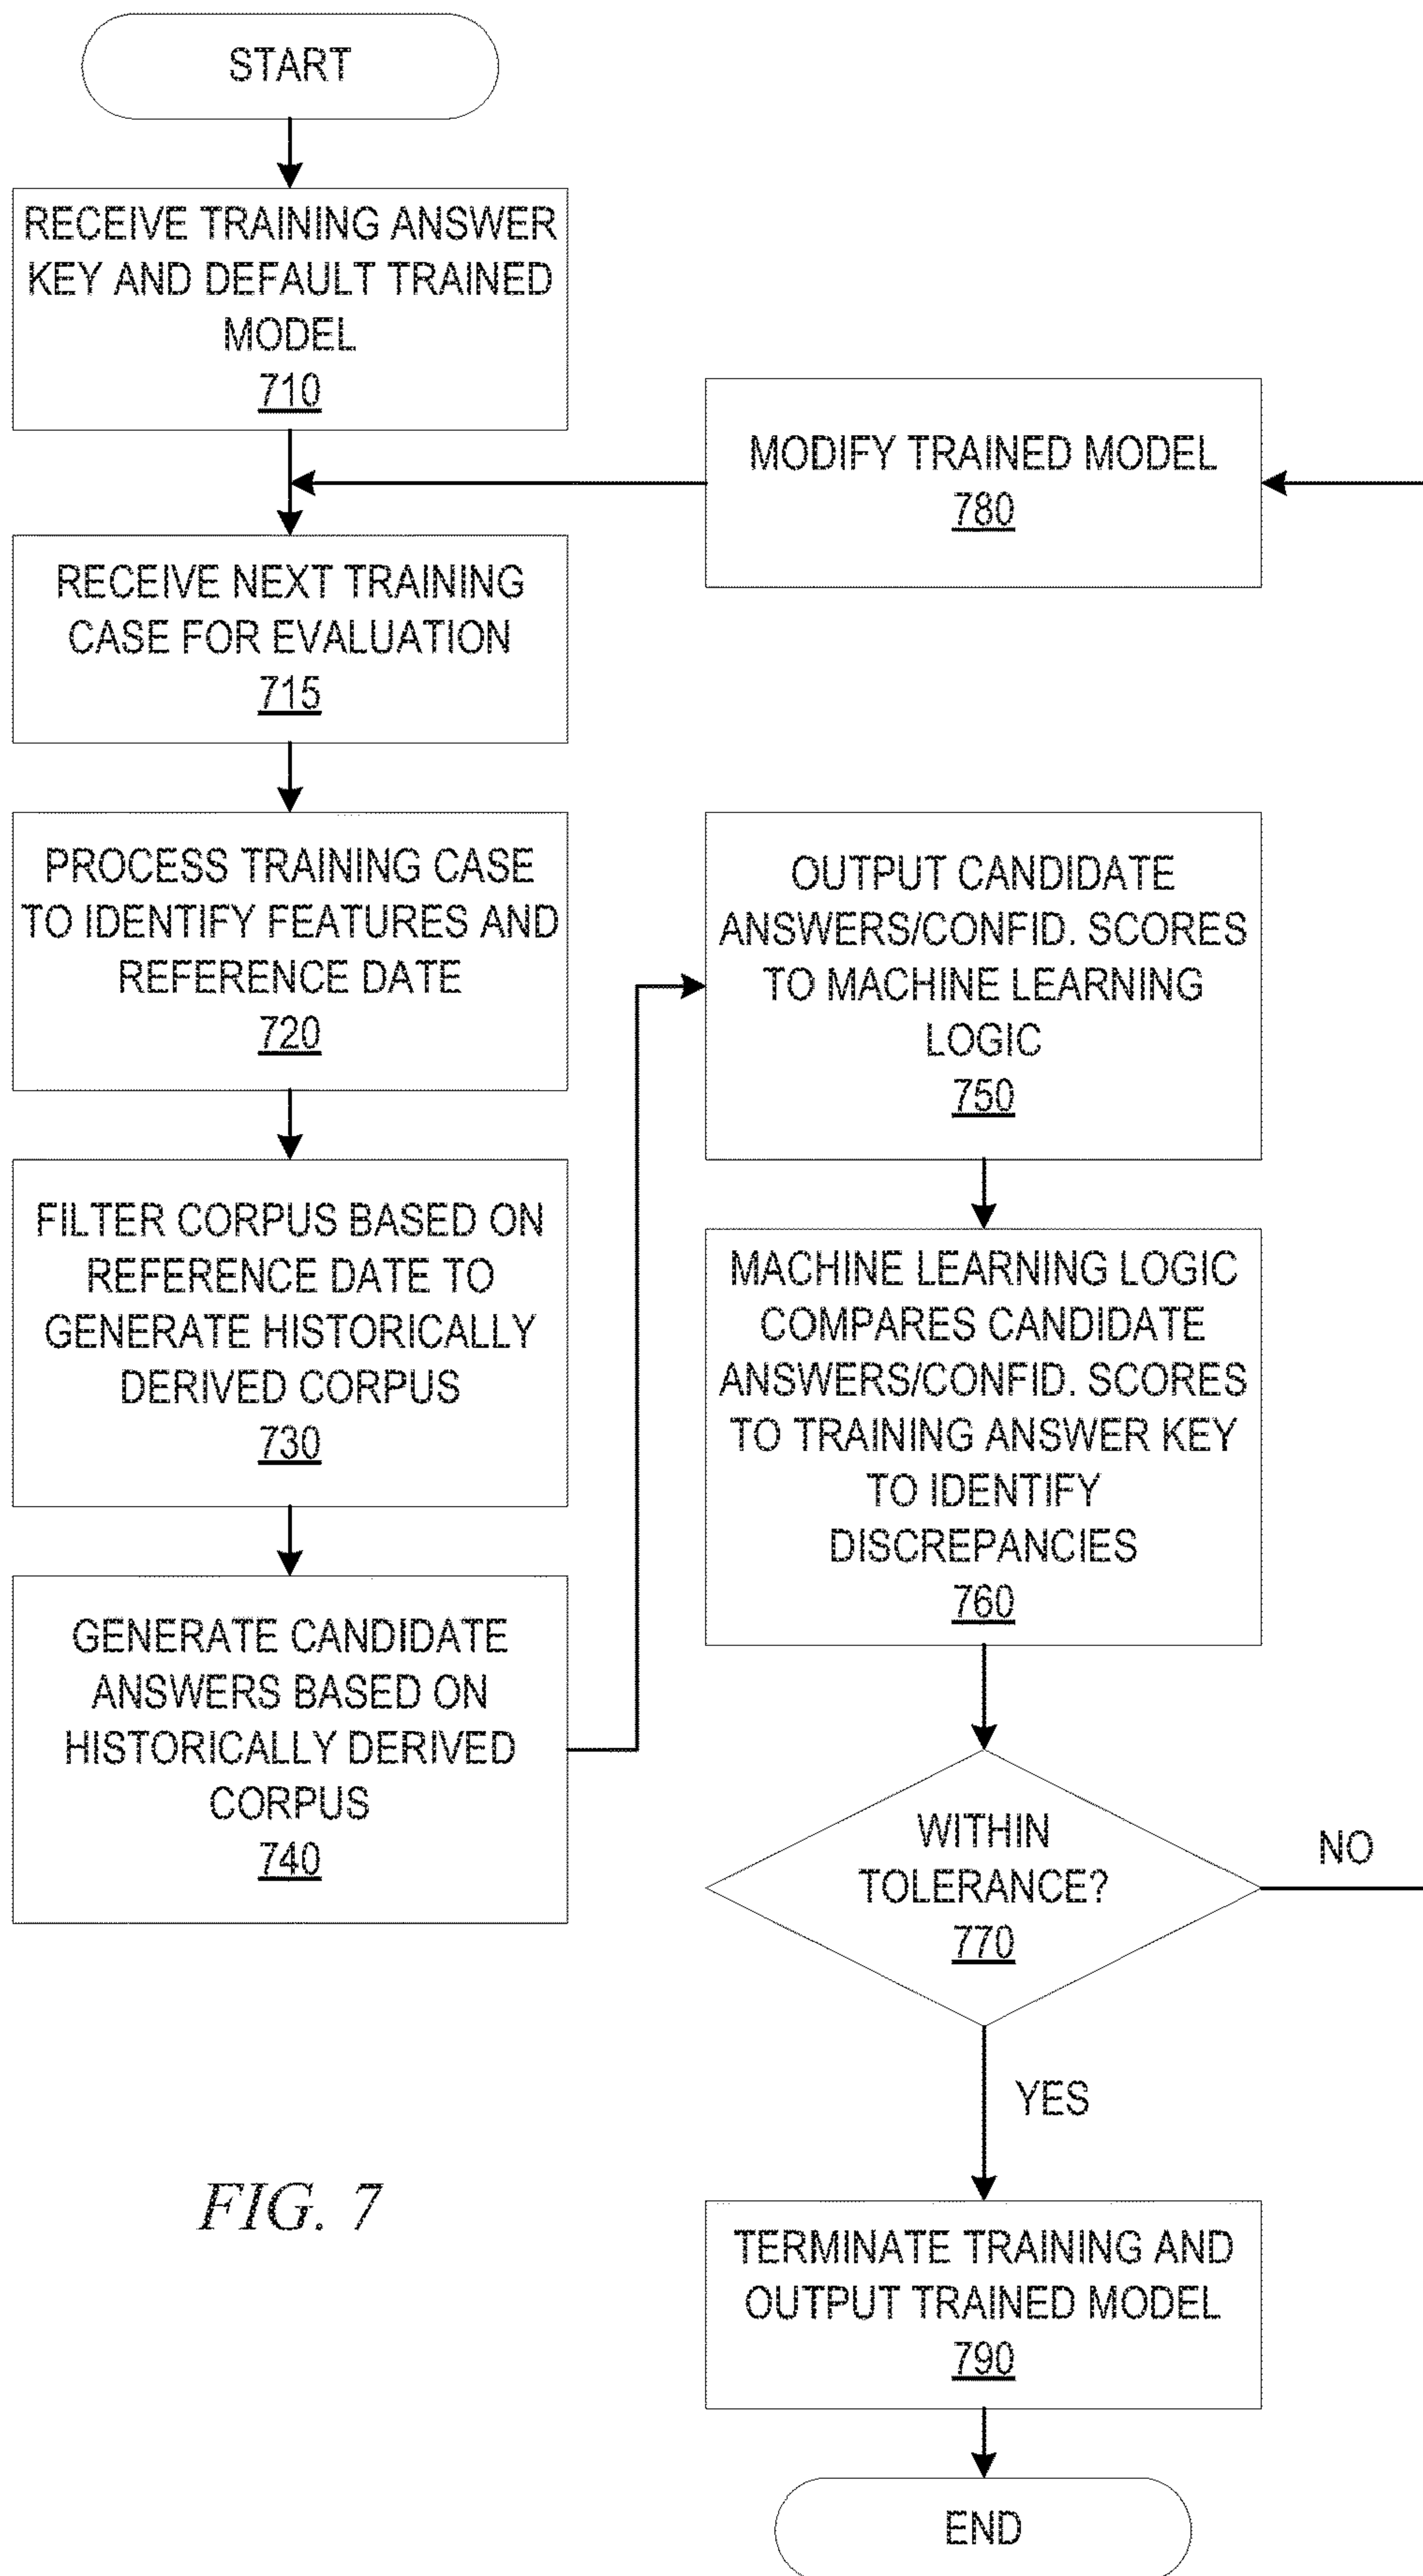 START
RECEIVE TRAINING ANSWER
KEY AND DEFAULT TRAINED
MODEL
710
MODIFY TRAINED MODEL
780
RECEIVE NEXT TRAINING
CASE FOR EVALUATION
715
PROCESS TRAINING CASE
TO IDENTIFY FEATURES AND
REFERENCE DATE
720
FILTER CORPUS BASED ON
REFERENCE DATE TO
GENERATE HISTORICALLY
DERIVED CORPUS
730
GENERATE CANDIDATE
ANSWERS BASED ON
HISTORICALLY DERIVED
CORPUS
740
OUTPUT CANDIDATE
ANSWERS/CONFID. SCORES
TO MACHINE LEARNING
LOGIC
750
MACHINE LEARNING LOGIC
COMPARES CANDIDATE
ANSWERS/CONFID. SCORES
TO TRAINING ANSWER KEY
TO IDENTIFY
DISCREPANCIES
760
WITHIN
TOLERANCE?
770
NO
YES
TERMINATE TRAINING AND
OUTPUT TRAINED MODEL
790
END
FIG. 7